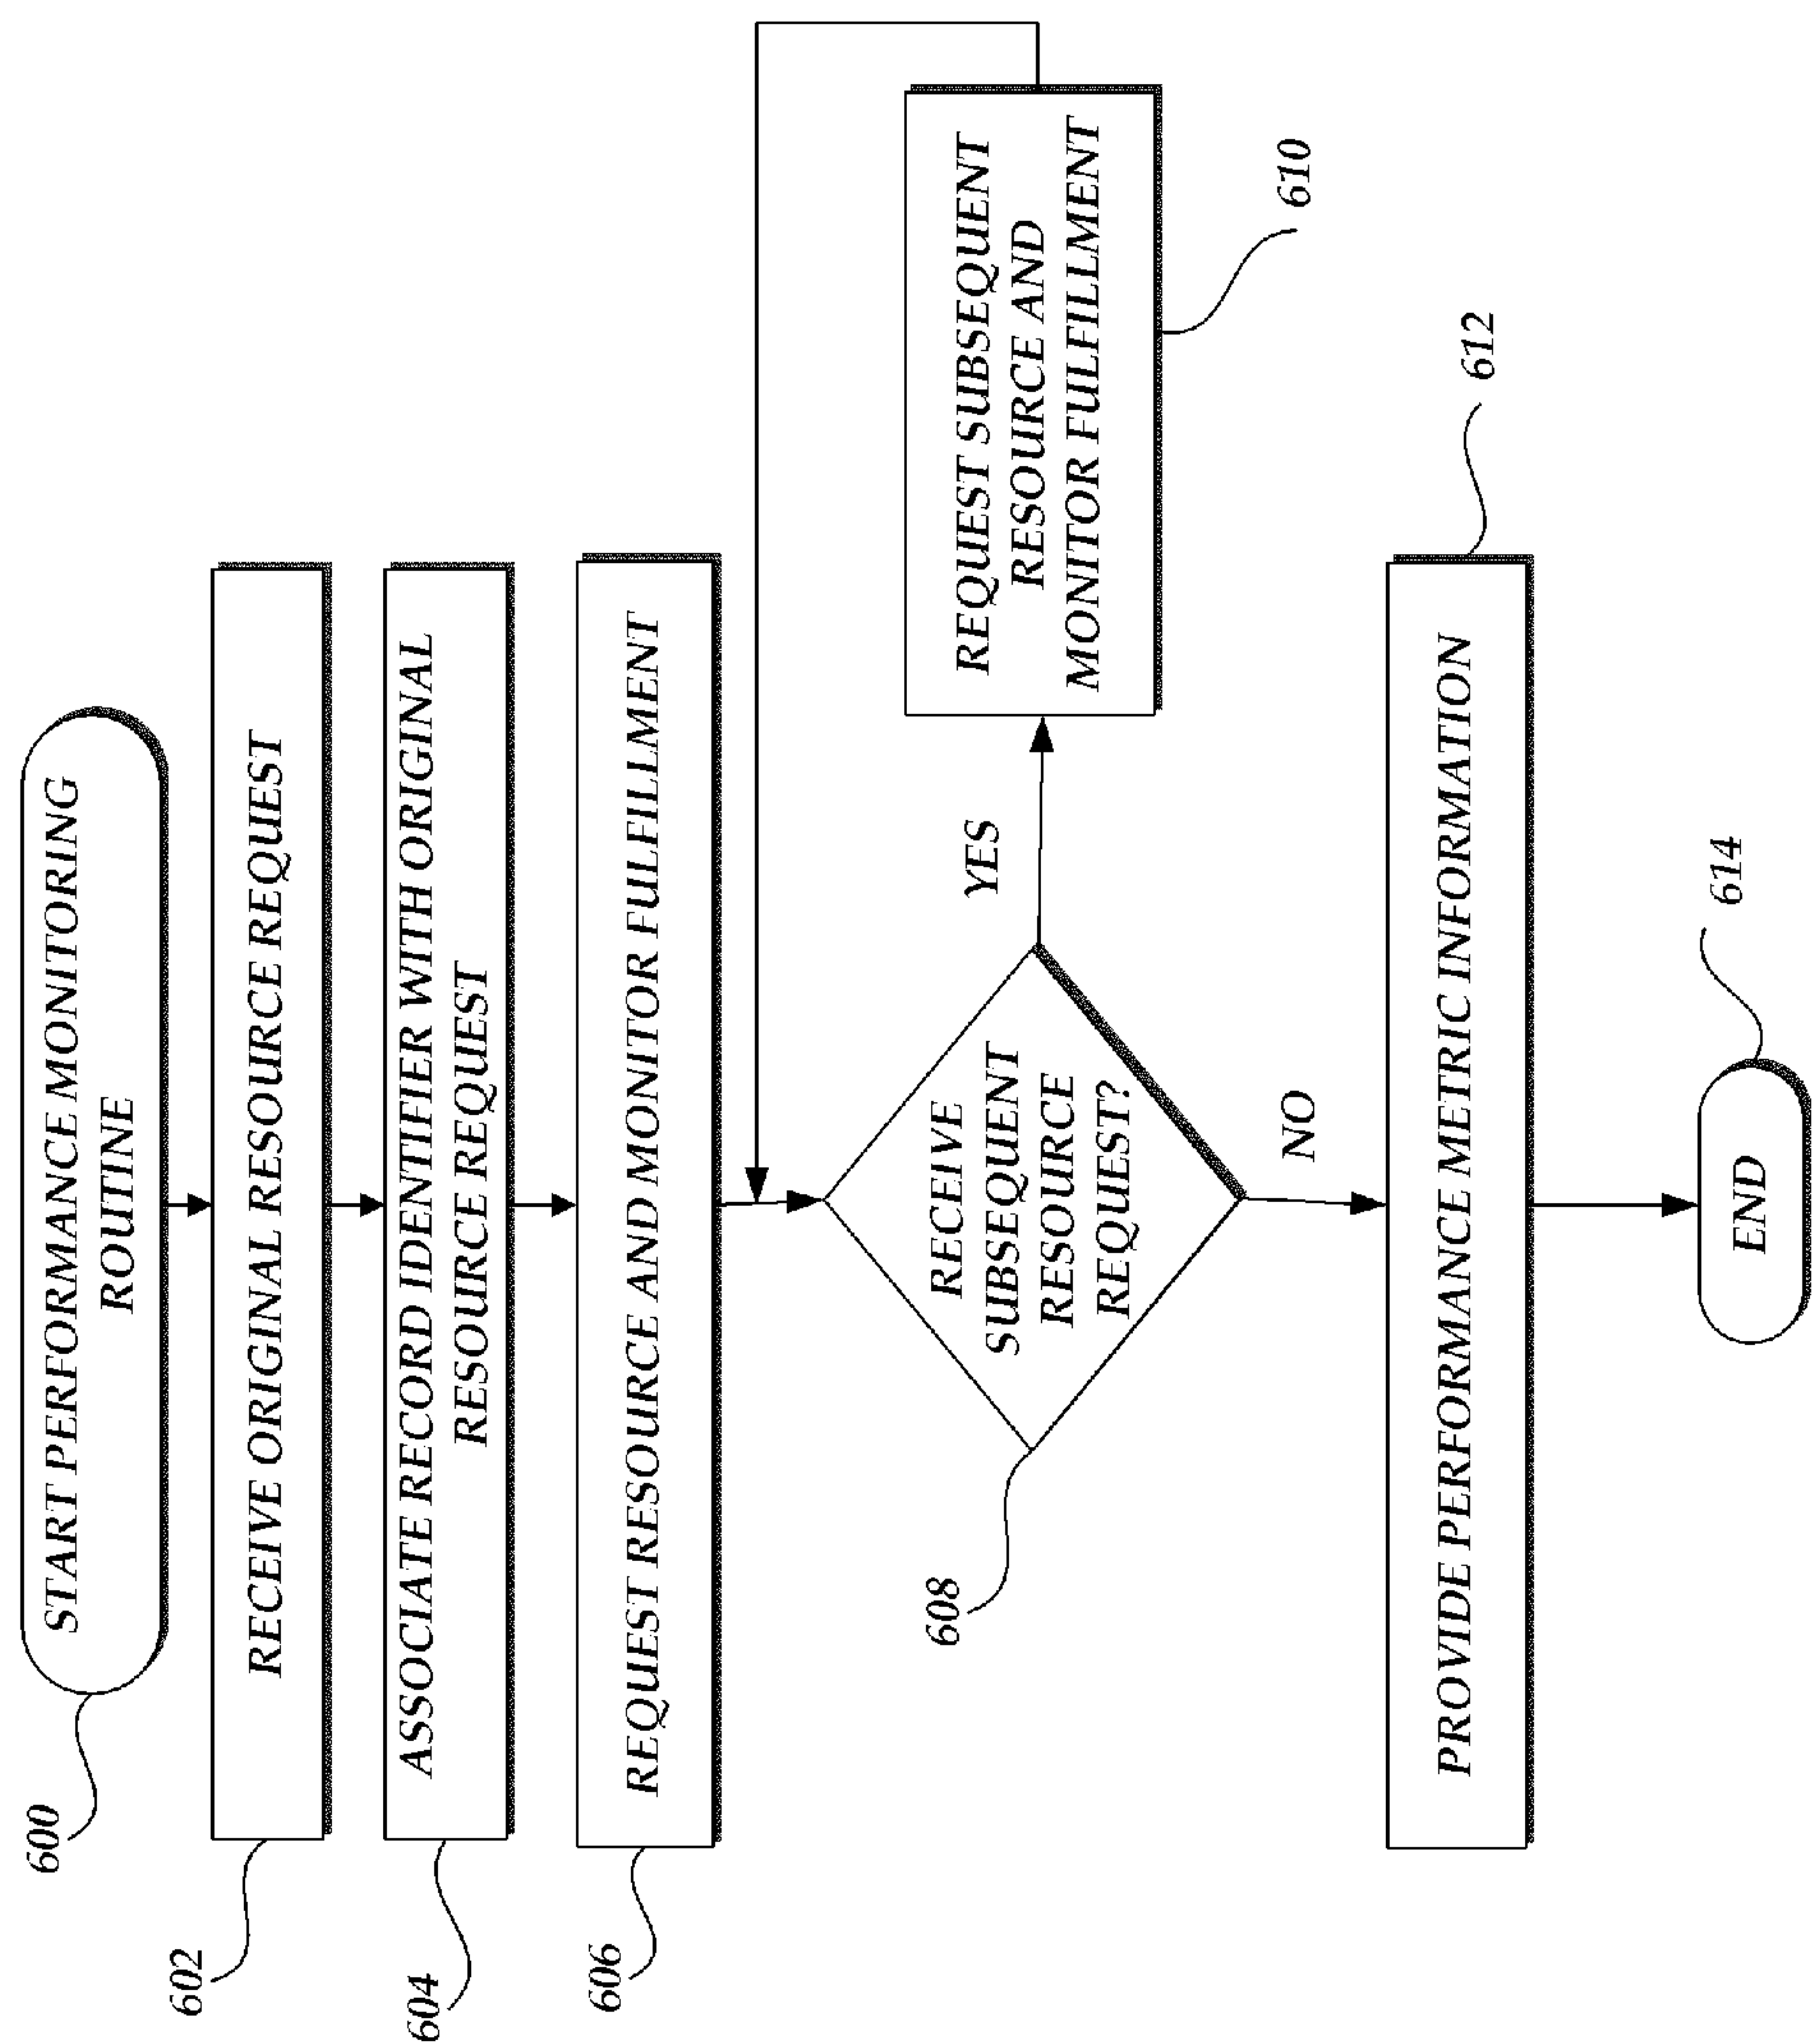 600
START PERFORMANCE MONITORING
ROUTINE
602
RECEIVE ORIGINAL RESOURCE REQUEST
604
ASSOCIATE RECORD IDENTIFIER WITH ORIGINAL
RESOURCE REQUEST
606
REQUEST RESOURCE AND MONITOR FULFILLMENT
608
RECEIVE
SUBSEQUENT
RESOURCE
REQUEST?
YES
REQUEST SUBSEQUENT
RESOURCE AND
MONITOR FULFILLMENT
610
NO
PROVIDE PERFORMANCE METRIC INFORMATION
612
END
614